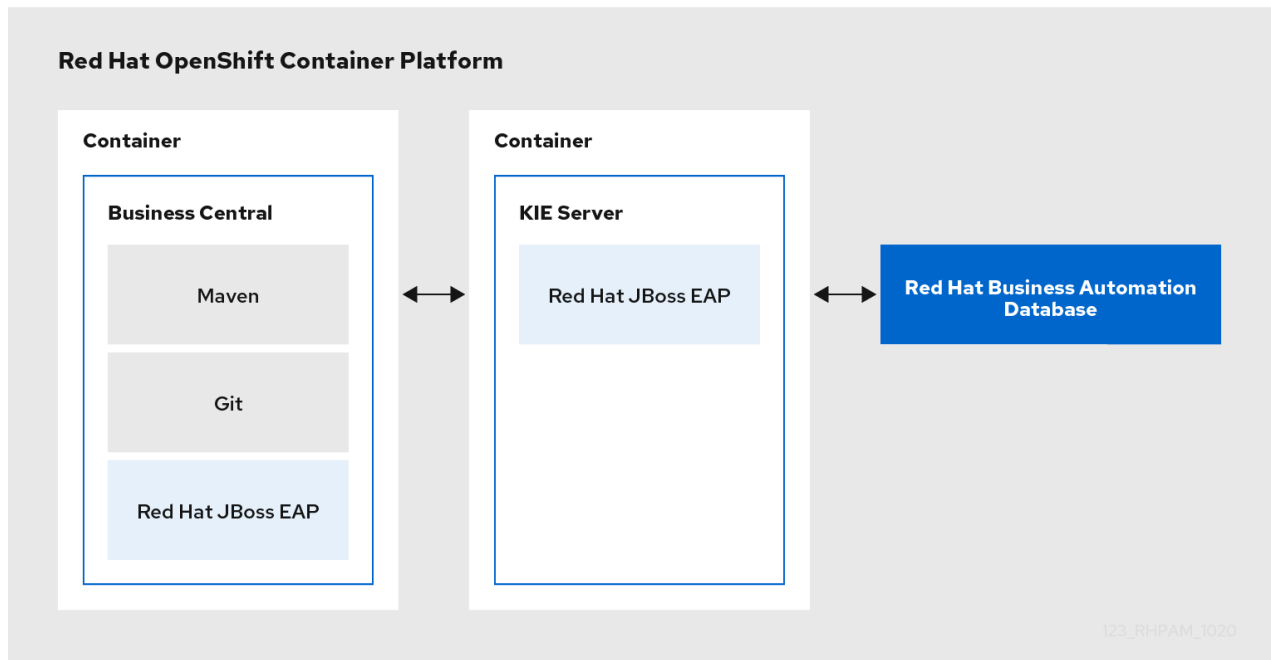 Red Hat OpenShift Container Platform
Container
Business Central
Maven
Git
Red Hat JBoss EAP
Container
KIE Server
Red Hat JBoss EAP
Red Hat Business Automation
Database
123_RHPAM_1020